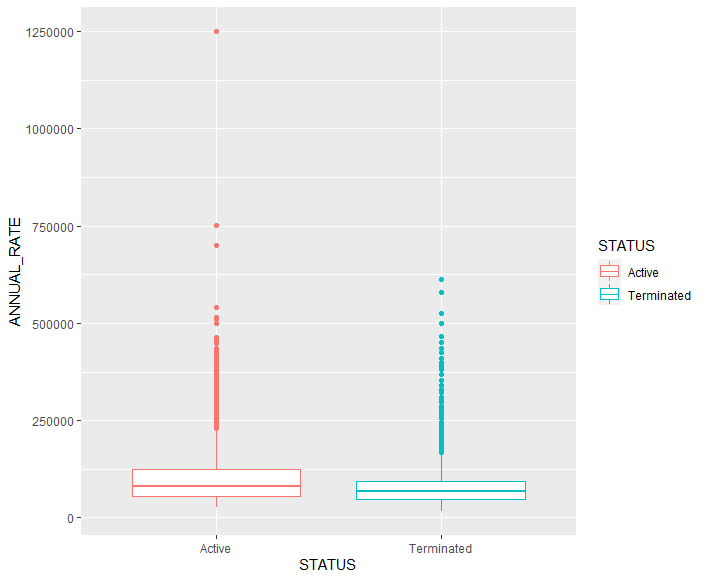 1250000
1000000
750000
500000
250000
0
ANNUAL_RATE
Active
Terminated
STATUS
STATUS
Active
Terminated